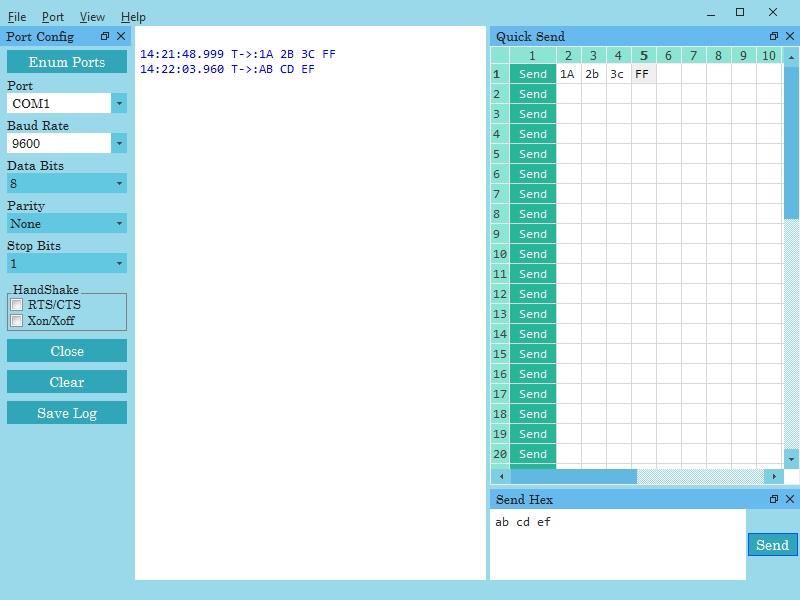 File Port View Help
Port Config
Enum Ports
Port
COM1
Baud Rate
9600
Data Bits
8
Parity
None
Stop Bits
1
HandShake
RTS/CTS
Xon/Xoff
Close
Clear
Save Log
14:21:48.999 T->:1A 2B 3C FF
14:22:03.960 T->:AB CD EF
Quick Send
1 2 3 4 5 6 7 8 9 10
1 Send 1A 2b 3c FF
2 Send
3 Send
4 Send
5 Send
6 Send
7 Send
8 Send
9 Send
10 Send
11 Send
12 Send
13 Send
14 Send
15 Send
16 Send
17 Send
18 Send
19 Send
20 Send
Send Hex
ab cd ef
Send